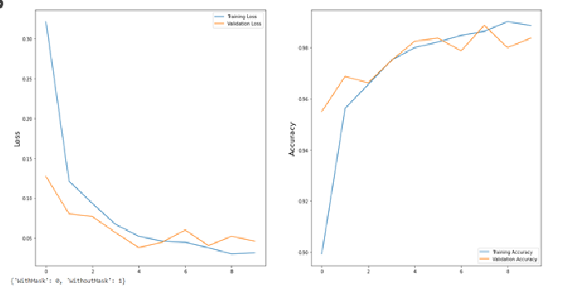 Training Loss
Validation Loss
0.30
0.25
0.20
0.15
0.10
0.05
Loss
0 2 4 6 8
0.98
0.96
0.94
0.92
0.90
Accuracy
Training Accuracy
Validation Accuracy
0 2 4 6 8
{'WithMask': 0, 'WithoutMask': 1}